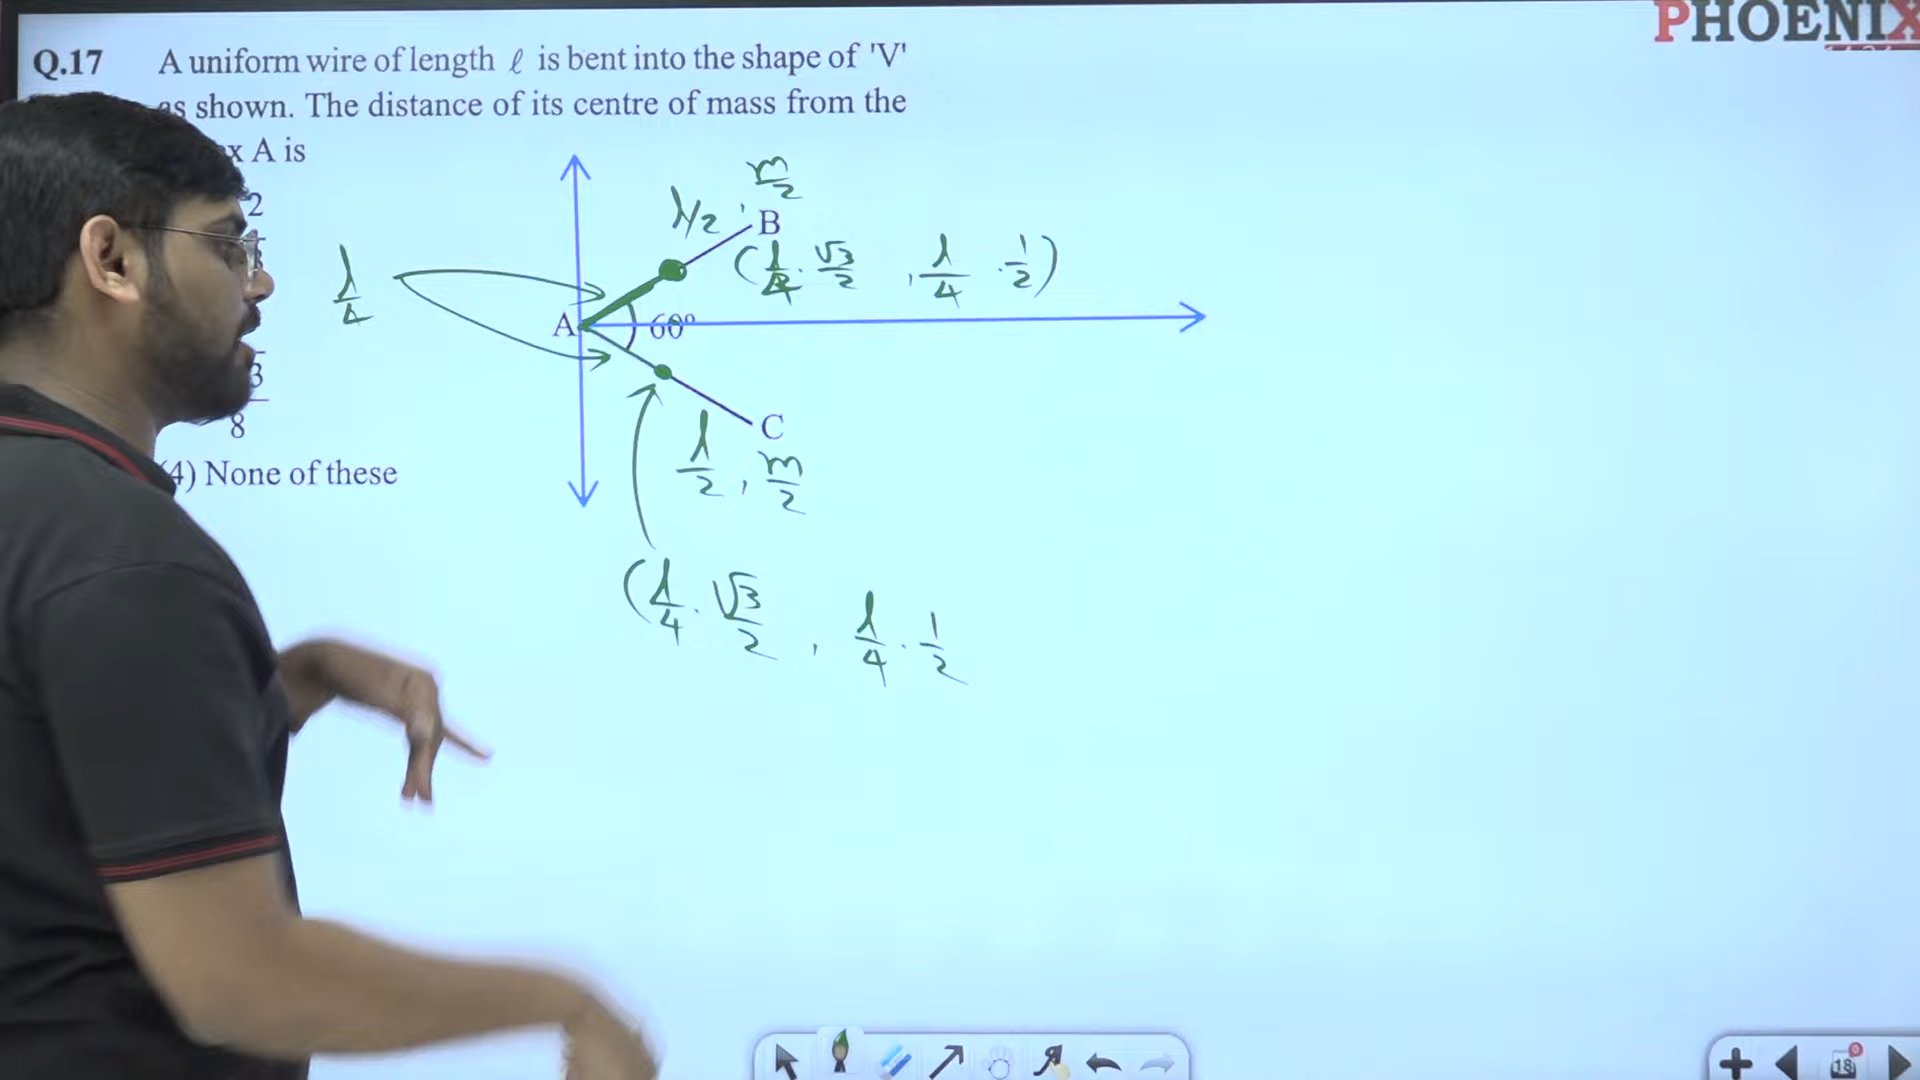 PHOENIX
Q.17 A uniform wire of length ℓ is bent into the shape of 'V'
as shown. The distance of its centre of mass from the
x A is
2
3
8
(4) None of these
m/2
l/2 ,
B
(l/4 · √3/2 , l/4 · 1/2)
l/4
A
60°
C
l/2 , m/2
(l/4 · √3/2 , l/4 · 1/2
18